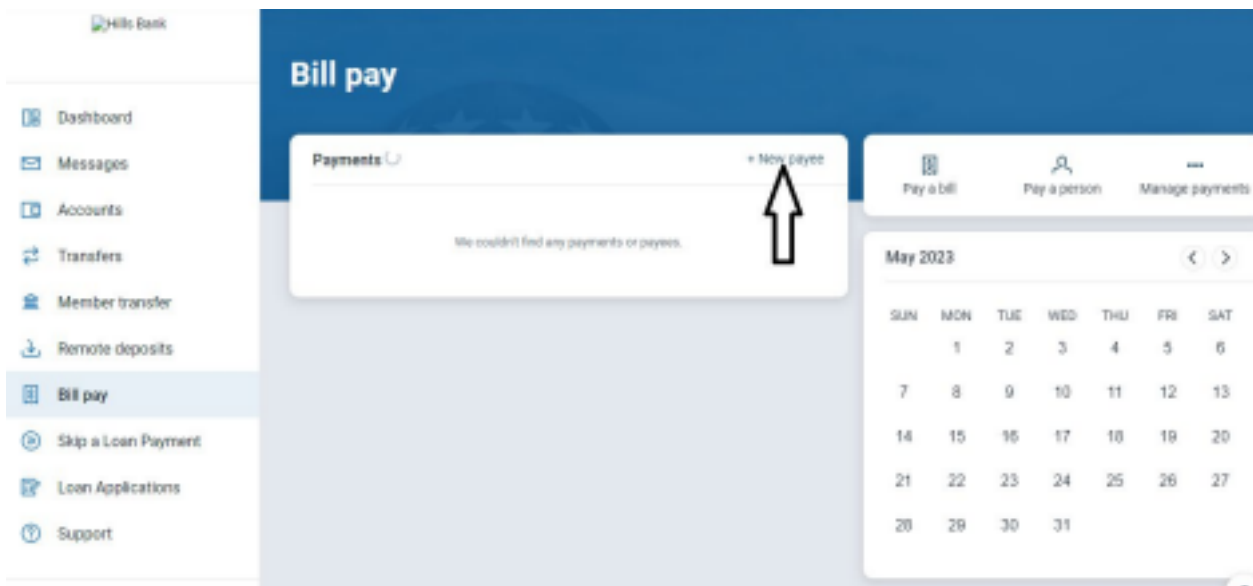 Hills Bank
Dashboard
Messages
Accounts
Transfers
Member transfer
Remote deposits
Bill pay
Skip a Loan Payment
Loan Applications
Support
Bill pay
Payments
+ New payee
We couldn't find any payments or payees.
Pay a bill
Pay a person
Manage payments
May 2023
SUN MON TUE WED THU FRI SAT
1 2 3 4 5 6
7 8 9 10 11 12 13
14 15 16 17 18 19 20
21 22 23 24 25 26 27
28 29 30 31